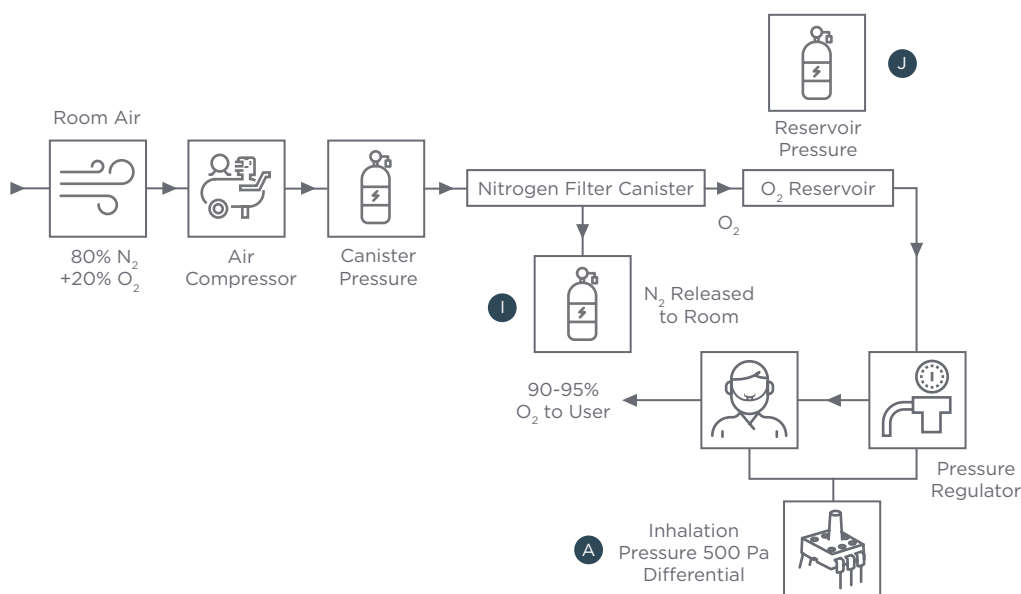 J
Reservoir
Pressure
Room Air
80% N₂
+20% O₂
Air
Compressor
Canister
Pressure
Nitrogen Filter Canister
O₂
O₂ Reservoir
I
N₂ Released
to Room
90-95%
O₂ to User
Pressure
Regulator
A
Inhalation
Pressure 500 Pa
Differential